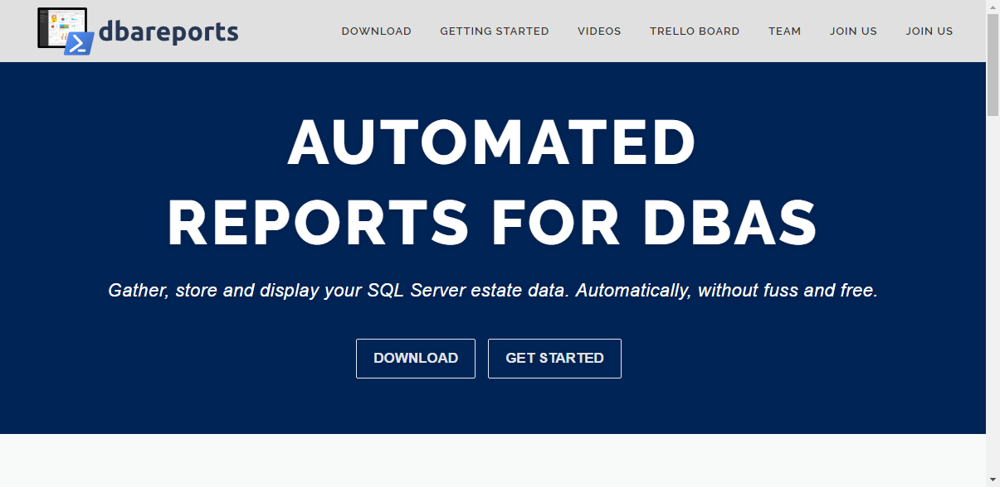 dbareports
DOWNLOAD
GETTING STARTED
VIDEOS
TRELLO BOARD
TEAM
JOIN US
JOIN US
AUTOMATED
REPORTS FOR DBAS
Gather, store and display your SQL Server estate data. Automatically, without fuss and free.
DOWNLOAD
GET STARTED